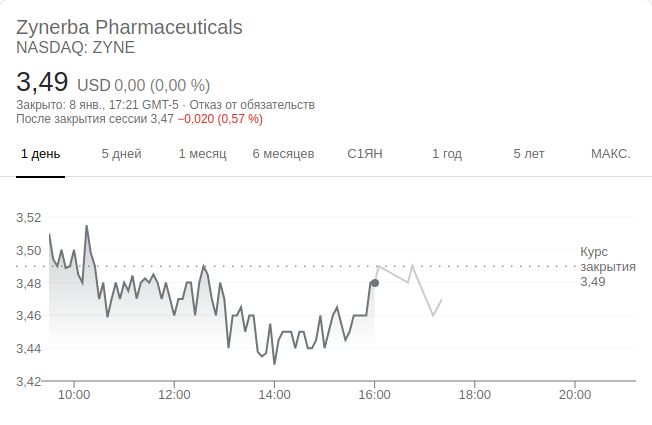 Zynerba Pharmaceuticals
NASDAQ: ZYNE
3,49 USD 0,00 (0,00 %)
Закрыто: 8 янв., 17:21 GMT-5 · Отказ от обязательств
После закрытия сессии 3,47 −0,020 (0,57 %)
1 день 5 дней 1 месяц 6 месяцев С1ЯН 1 год 5 лет МАКС.
3,52
3,50
Курс
закрытия
3,49
3,48
3,46
3,44
3,42
10:00 12:00 14:00 16:00 18:00 20:00